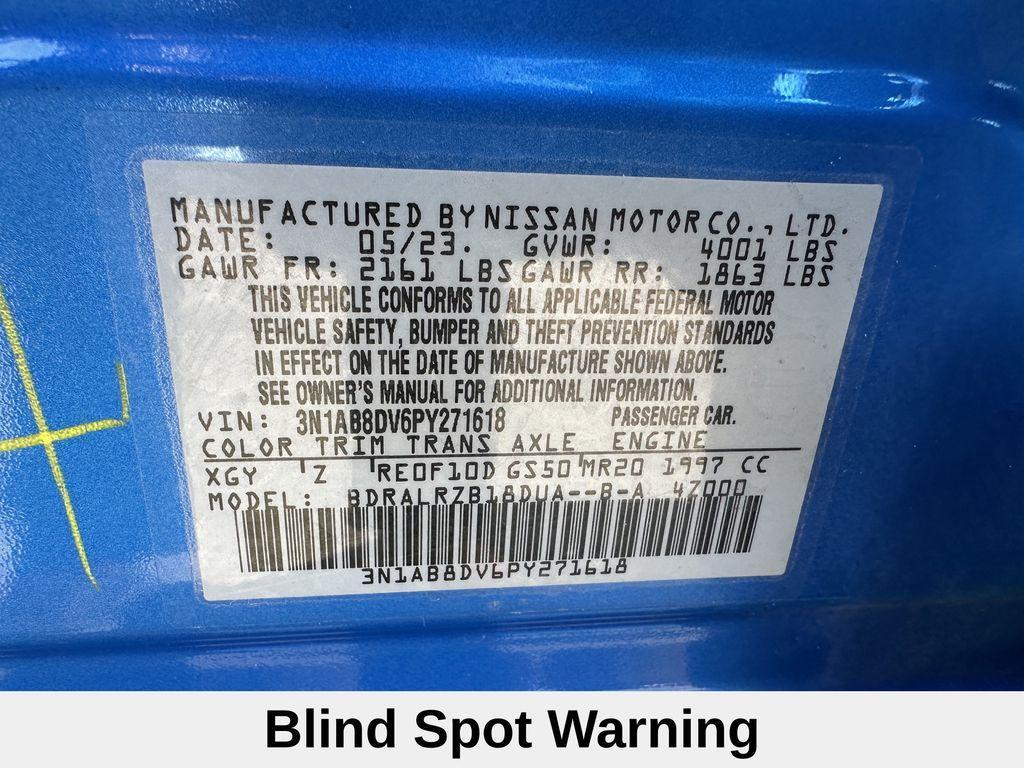 MANUFACTURED BY NISSAN MOTOR CO., LTD.
DATE: 05/23. GVWR: 4001 LBS
GAWR FR: 2161 LBS GAWR RR: 1863 LBS
THIS VEHICLE CONFORMS TO ALL APPLICABLE FEDERAL MOTOR
VEHICLE SAFETY, BUMPER AND THEFT PREVENTION STANDARDS
IN EFFECT ON THE DATE OF MANUFACTURE SHOWN ABOVE.
SEE OWNER'S MANUAL FOR ADDITIONAL INFORMATION.
VIN: 3N1AB8DV6PY271618 PASSENGER CAR.
COLOR TRIM TRANS AXLE ENGINE
XGY Z RE0F10D GS50 MR20 1997 CC
MODEL: BDRALRZB18DUA--B-A 47000
3N1AB8DV6PY271618
Blind Spot Warning